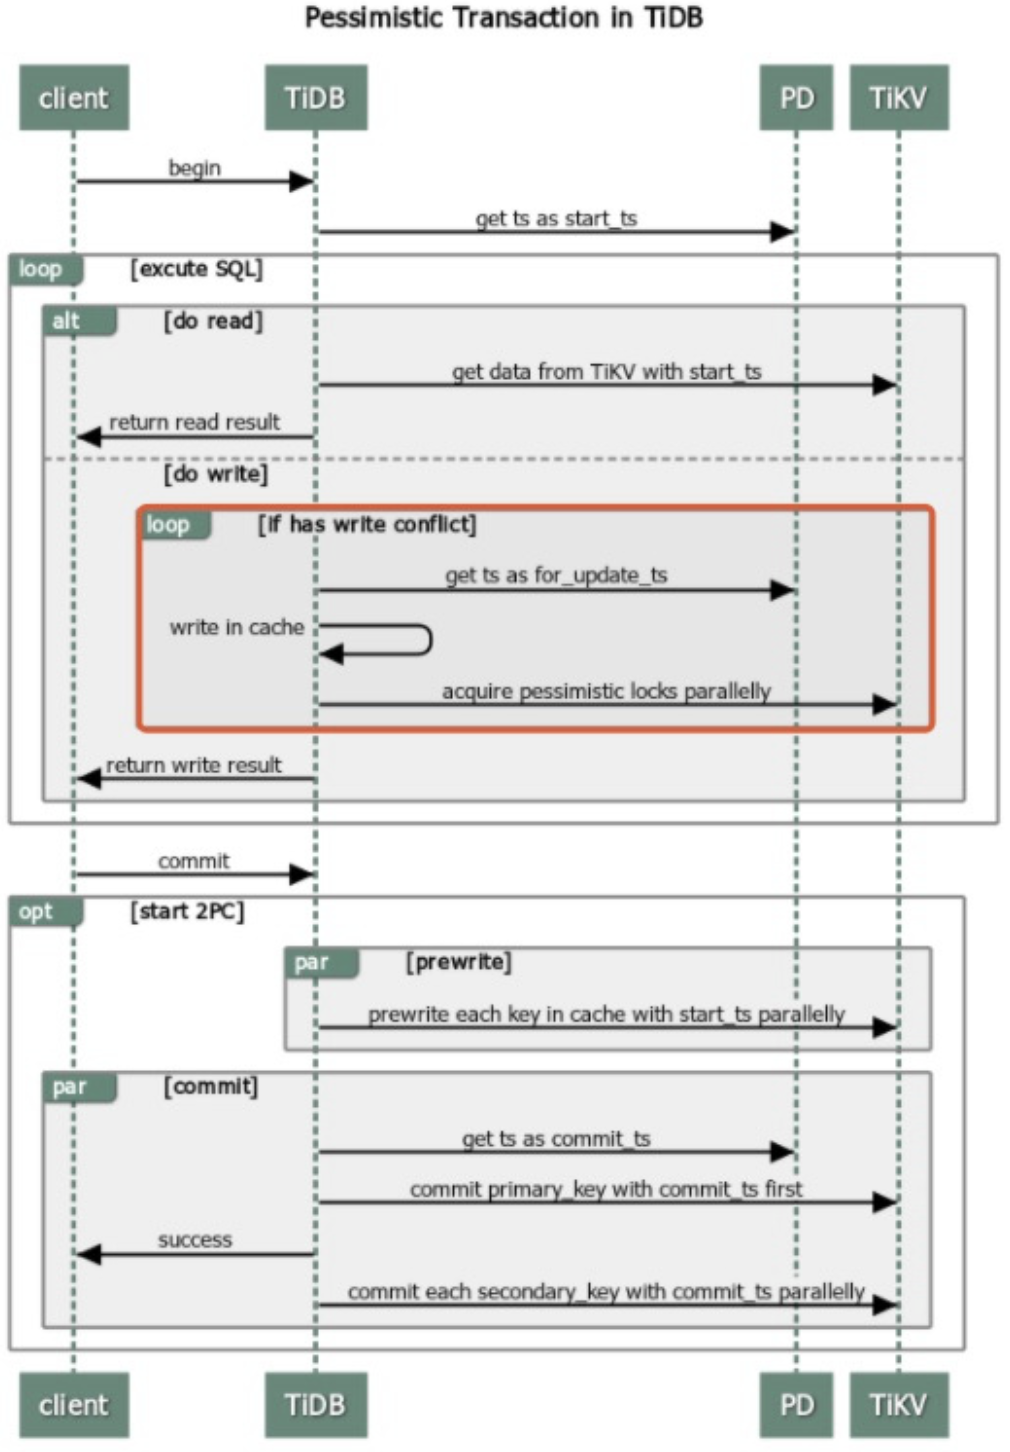 Pessimistic Transaction in TiDB
client TiDB PD TiKV
begin
get ts as start_ts
loop [excute SQL]
alt [do read]
get data from TiKV with start_ts
return read result
[do write]
loop [if has write conflict]
get ts as for_update_ts
write in cache
acquire pessimistic locks parallelly
return write result
commit
opt [start 2PC]
par [prewrite]
prewrite each key in cache with start_ts parallelly
par [commit]
get ts as commit_ts
commit primary_key with commit_ts first
success
commit each secondary_key with commit_ts parallelly
client TiDB PD TiKV